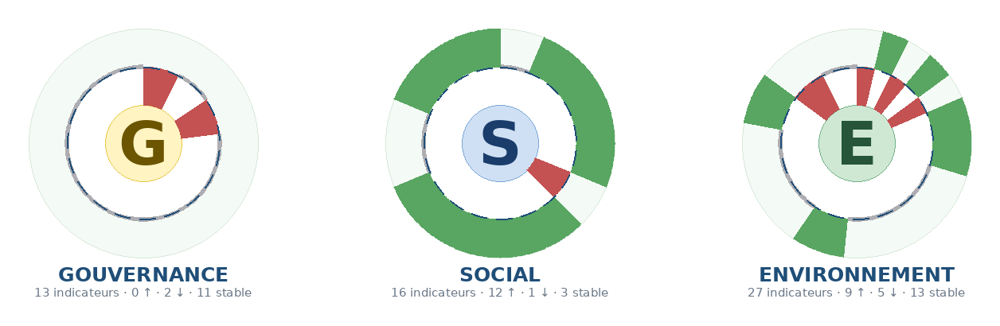 G
S
E
GOUVERNANCE
13 indicateurs · 0 ↑ · 2 ↓ · 11 stable
SOCIAL
16 indicateurs · 12 ↑ · 1 ↓ · 3 stable
ENVIRONNEMENT
27 indicateurs · 9 ↑ · 5 ↓ · 13 stable